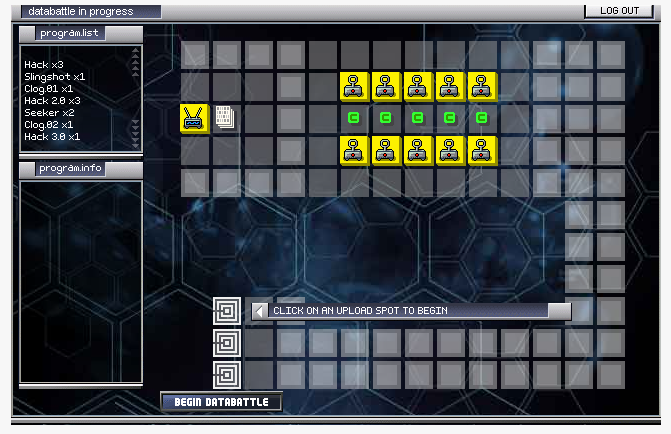 databattle in progress
LOG OUT
program.list
Hack x3
Slingshot x1
Clog.01 x1
Hack 2.0 x3
Seeker x2
Clog.02 x1
Hack 3.0 x1
program.info
C C C C C
CLICK ON AN UPLOAD SPOT TO BEGIN
BEGIN DATABATTLE